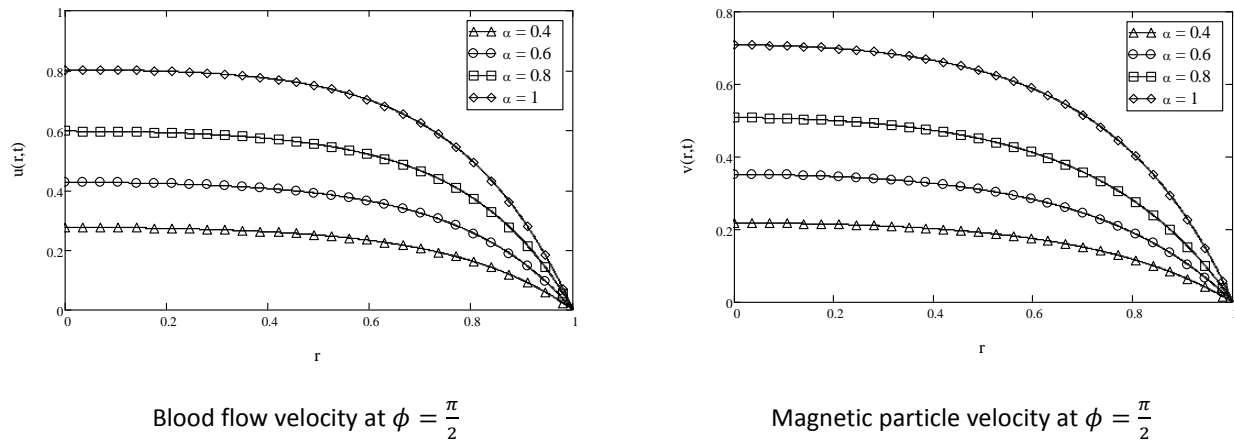 1
0.8
0.6
0.4
0.2
0
u(r,t)
0
0.2
0.4
0.6
0.8
1
r
α = 0.4
α = 0.6
α = 0.8
α = 1
Blood flow velocity at ϕ = π/2
0.8
0.6
0.4
0.2
0
v(r,t)
0
0.2
0.4
0.6
0.8
1
r
α = 0.4
α = 0.6
α = 0.8
α = 1
Magnetic particle velocity at ϕ = π/2